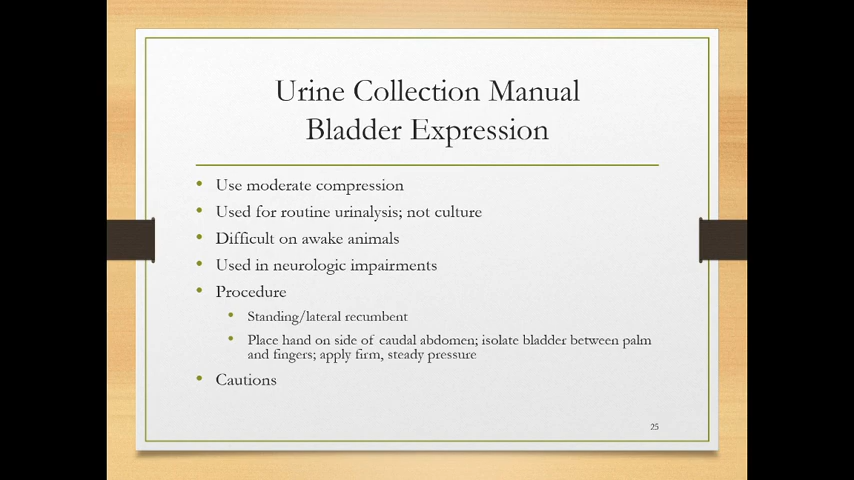 Urine Collection Manual
Bladder Expression
• Use moderate compression
• Used for routine urinalysis; not culture
• Difficult on awake animals
• Used in neurologic impairments
• Procedure
• Standing/lateral recumbent
• Place hand on side of caudal abdomen; isolate bladder between palm
and fingers; apply firm, steady pressure
• Cautions
25